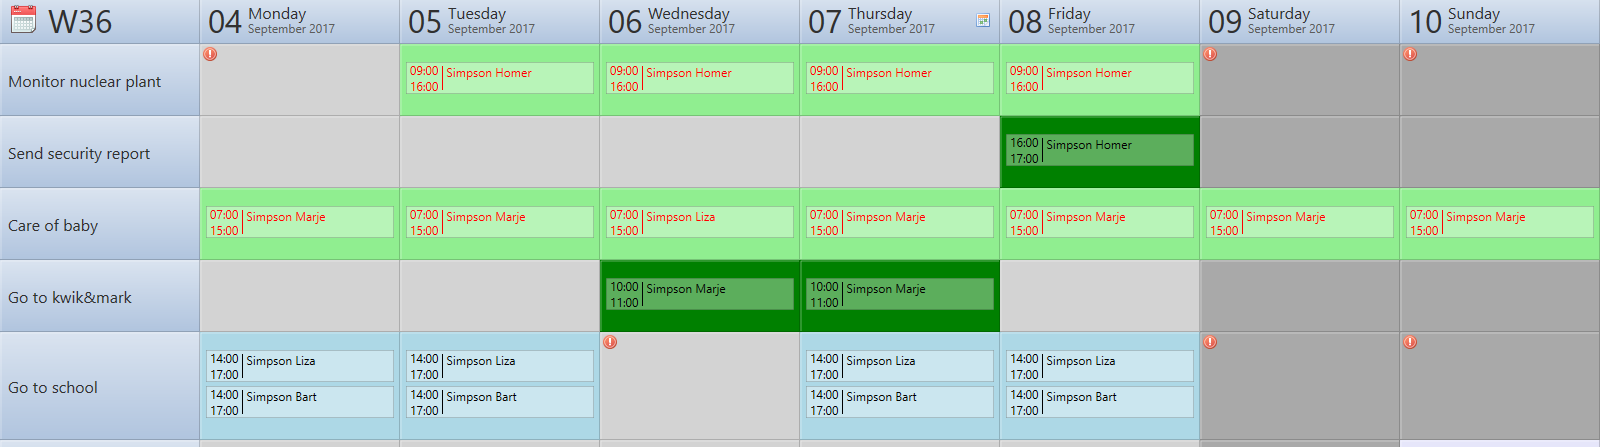 W36
04 Monday
September 2017
05 Tuesday
September 2017
06 Wednesday
September 2017
07 Thursday
September 2017
08 Friday
September 2017
09 Saturday
September 2017
10 Sunday
September 2017
Monitor nuclear plant
09:00 Simpson Homer
16:00
09:00 Simpson Homer
16:00
09:00 Simpson Homer
16:00
09:00 Simpson Homer
16:00
Send security report
16:00 Simpson Homer
17:00
Care of baby
07:00 Simpson Marje
15:00
07:00 Simpson Marje
15:00
07:00 Simpson Liza
15:00
07:00 Simpson Marje
15:00
07:00 Simpson Marje
15:00
07:00 Simpson Marje
15:00
07:00 Simpson Marje
15:00
Go to kwik&mark
10:00 Simpson Marje
11:00
10:00 Simpson Marje
11:00
Go to school
14:00 Simpson Liza
17:00
14:00 Simpson Bart
17:00
14:00 Simpson Liza
17:00
14:00 Simpson Bart
17:00
14:00 Simpson Liza
17:00
14:00 Simpson Bart
17:00
14:00 Simpson Liza
17:00
14:00 Simpson Bart
17:00